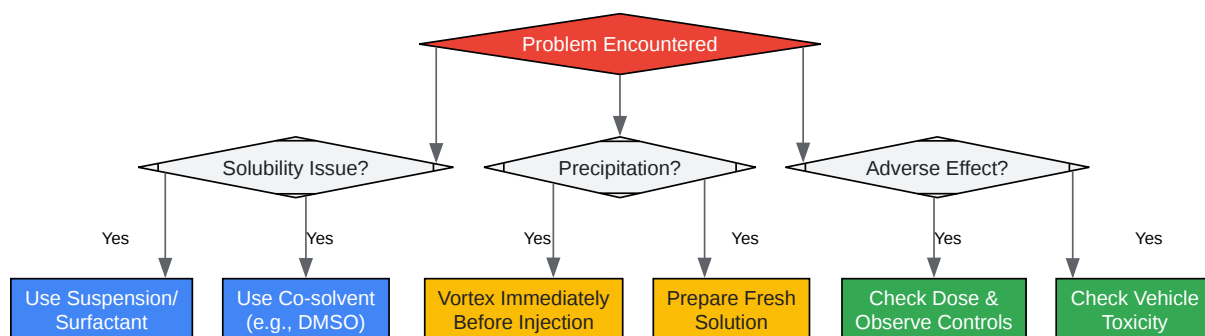 Problem Encountered
Solubility Issue?
Precipitation?
Adverse Effect?
Yes
Yes
Yes
Yes
Yes
Yes
Use Suspension/
Surfactant
Use Co-solvent
(e.g., DMSO)
Vortex Immediately
Before Injection
Prepare Fresh
Solution
Check Dose &
Observe Controls
Check Vehicle
Toxicity